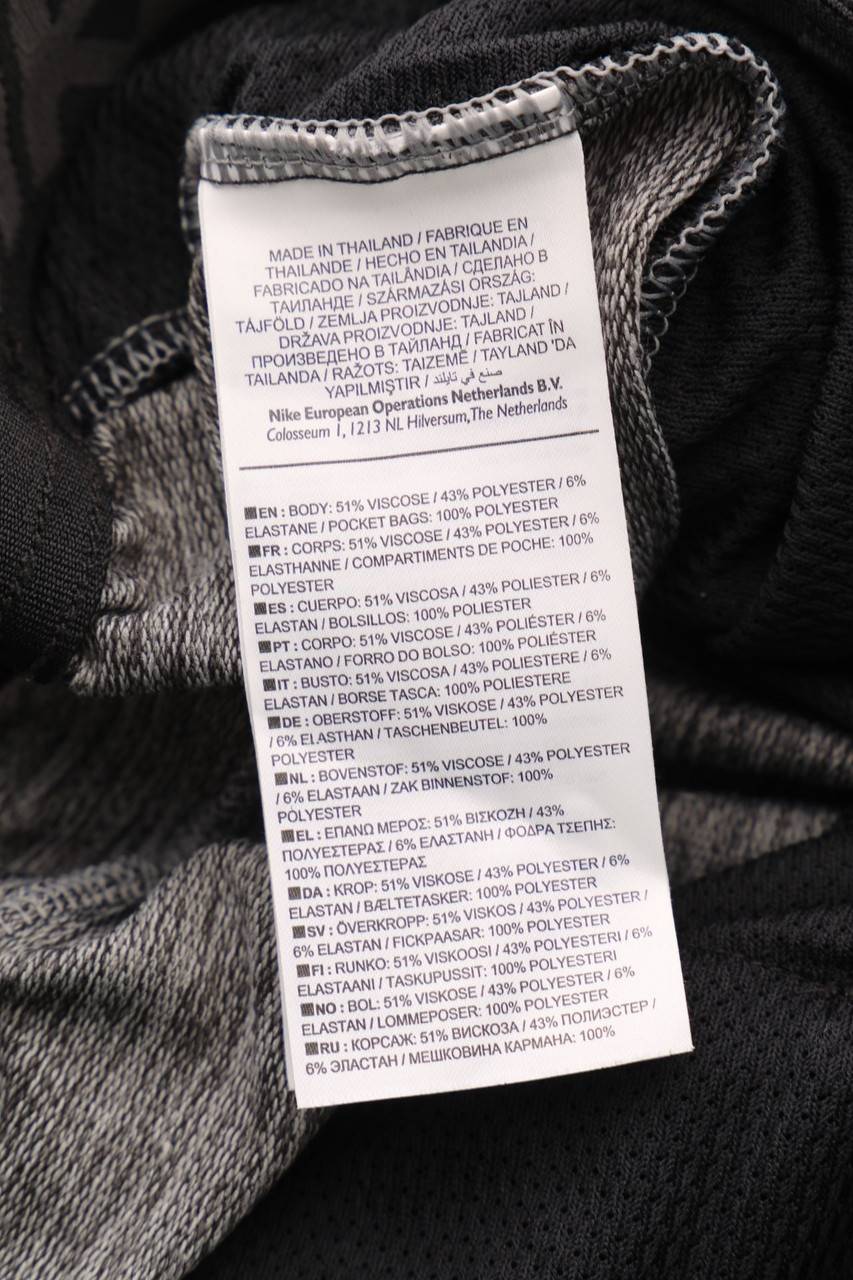 MADE IN THAILAND / FABRIQUE EN
THAILANDE / HECHO EN TAILANDIA /
FABRICADO NA TAILÂNDIA / СДЕЛАНО В
ТАИЛАНДЕ / SZÁRMAZÁSI ORSZÁG:
TÁJFÖLD / ZEMLJA PROIZVODNJE: TAJLAND /
DRŽAVA PROIZVODNJE: TAJLAND /
ПРОИЗВЕДЕНО В ТАЙЛАНД / FABRICAT ÎN
TAILANDA / RAŽOTS: TAIZEMĒ / TAYLAND 'DA
YAPILMIŞTIR / صنع في تايلند
Nike European Operations Netherlands B.V.
Colosseum 1, 1213 NL Hilversum,The Netherlands
EN : BODY: 51% VISCOSE / 43% POLYESTER / 6%
ELASTANE / POCKET BAGS: 100% POLYESTER
FR : CORPS: 51% VISCOSE / 43% POLYESTER / 6%
ELASTHANNE / COMPARTIMENTS DE POCHE: 100%
POLYESTER
ES : CUERPO: 51% VISCOSA / 43% POLIESTER / 6%
ELASTAN / BOLSILLOS: 100% POLIESTER
PT : CORPO: 51% VISCOSE / 43% POLIÉSTER / 6%
ELASTANO / FORRO DO BOLSO: 100% POLIÉSTER
IT : BUSTO: 51% VISCOSA / 43% POLIESTERE / 6%
ELASTAN / BORSE TASCA: 100% POLIESTERE
DE : OBERSTOFF: 51% VISKOSE / 43% POLYESTER
/ 6% ELASTHAN / TASCHENBEUTEL: 100%
POLYESTER
NL : BOVENSTOF: 51% VISCOSE / 43% POLYESTER
/ 6% ELASTAAN / ZAK BINNENSTOF: 100%
POLYESTER
EL : ΕΠΑΝΩ ΜΕΡΟΣ: 51% ΒΙΣΚΟΖΗ / 43%
ΠΟΛΥΕΣΤΕΡΑΣ / 6% ΕΛΑΣΤΑΝΗ / ΦΟΔΡΑ ΤΣΕΠΗΣ:
100% ΠΟΛΥΕΣΤΕΡΑΣ
DA : KROP: 51% VISKOSE / 43% POLYESTER / 6%
ELASTAN / BÆLTETASKER: 100% POLYESTER
SV : ÖVERKROPP: 51% VISKOS / 43% POLYESTER /
6% ELASTAN / FICKPAASAR: 100% POLYESTER
FI : RUNKO: 51% VISKOOSI / 43% POLYESTERI / 6%
ELASTAANI / TASKUPUSSIT: 100% POLYESTERI
NO : BOL: 51% VISKOSE / 43% POLYESTER / 6%
ELASTAN / LOMMEPOSER: 100% POLYESTER
RU : КОРСАЖ: 51% ВИСКОЗА / 43% ПОЛИЭСТЕР /
6% ЭЛАСТАН / МЕШКОВИНА КАРМАНА: 100%